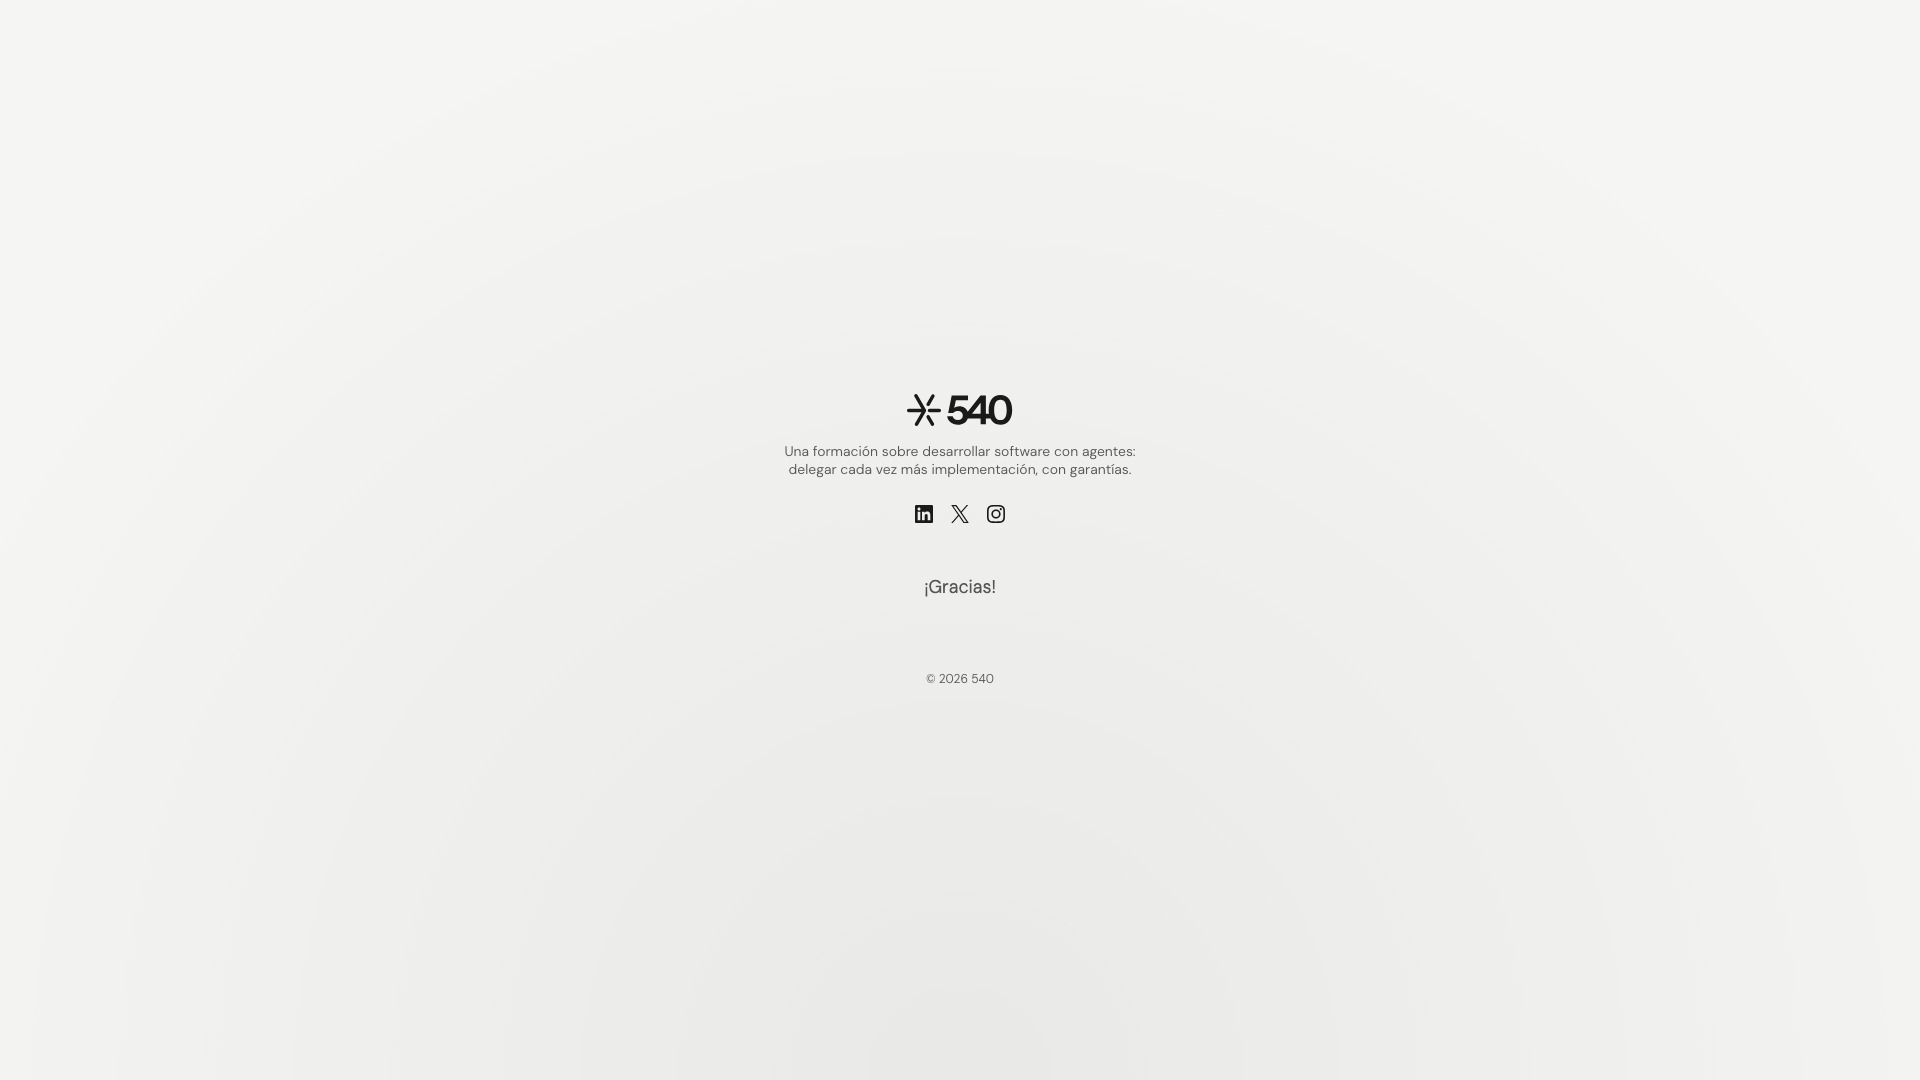 540
Una formación sobre desarrollar software con agentes:
delegar cada vez más implementación, con garantías.
¡Gracias!
© 2026 540